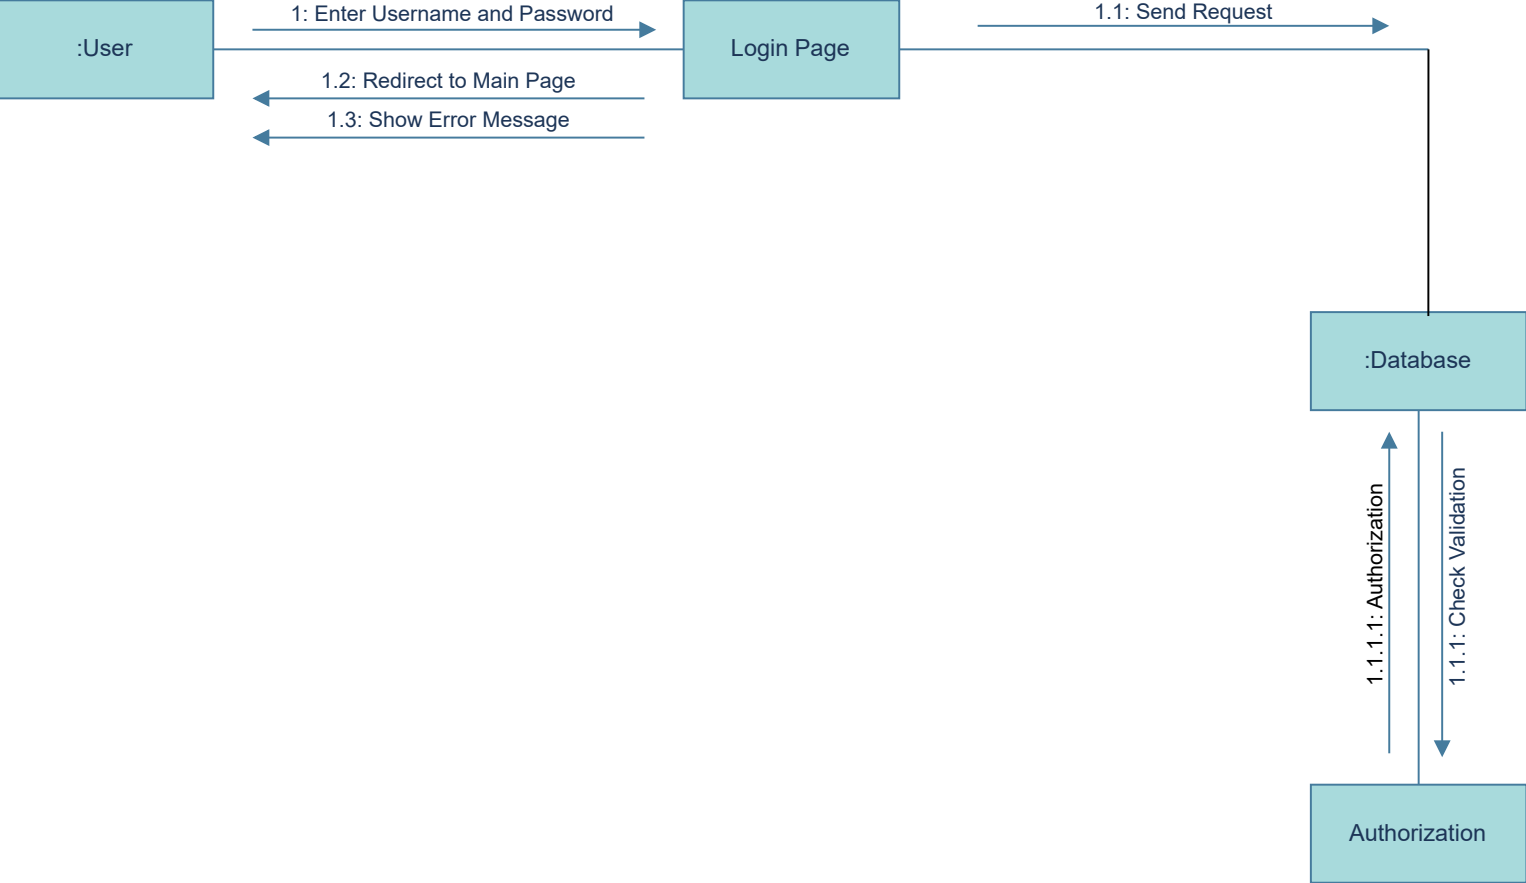 1: Enter Username and Password
1.1: Send Request
:User
Login Page
1.2: Redirect to Main Page
1.3: Show Error Message
:Database
1.1.1.1: Authorization
1.1.1: Check Validation
Authorization